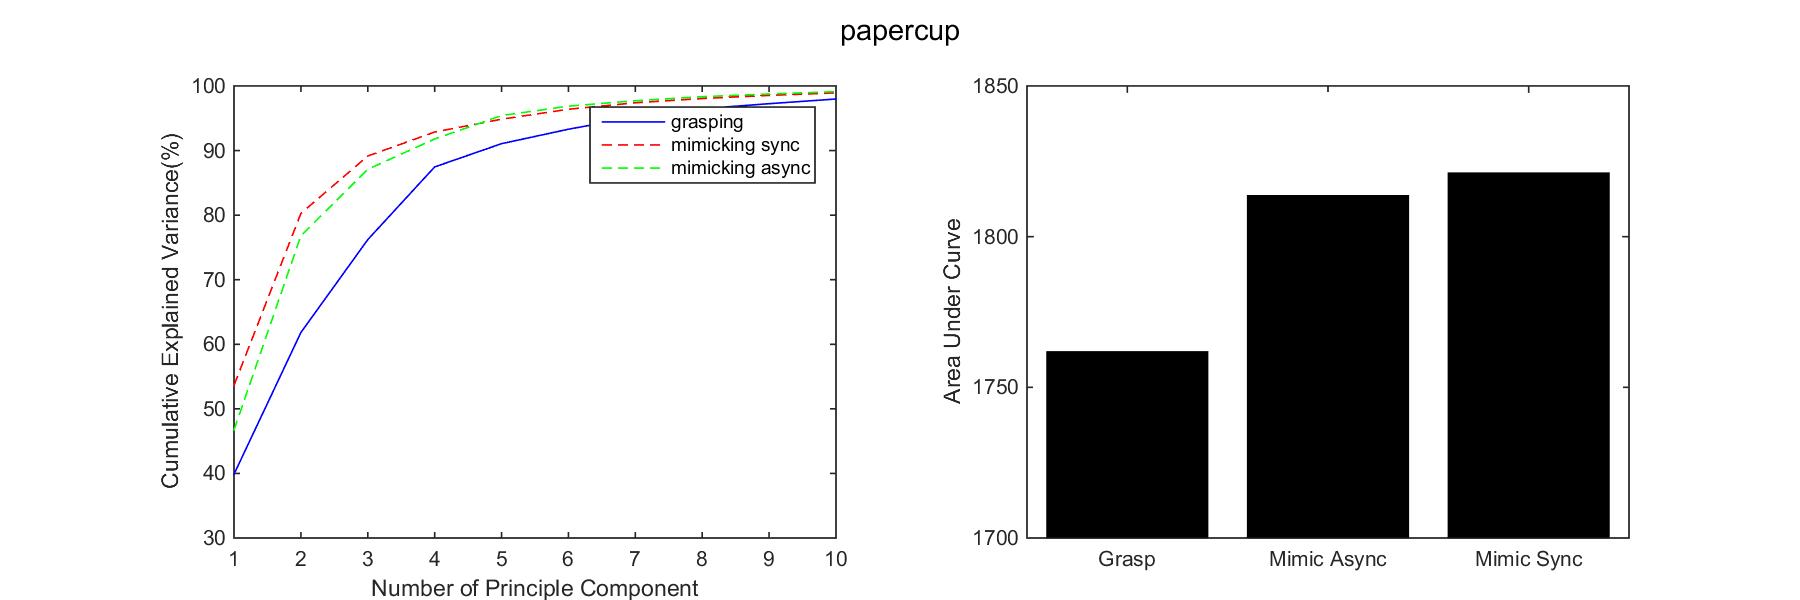 papercup
100
90
80
70
60
50
40
30
Cumulative Explained Variance(%)
1 2 3 4 5 6 7 8 9 10
Number of Principle Component
grasping
mimicking sync
mimicking async
1850
1800
1750
1700
Area Under Curve
Grasp Mimic Async Mimic Sync